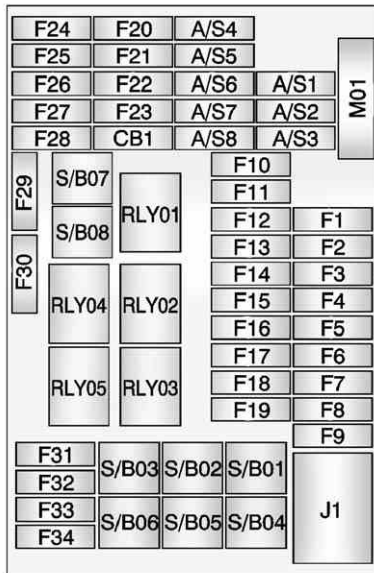 F24 F20 A/S4
F25 F21 A/S5
F26 F22 A/S6 A/S1
F27 F23 A/S7 A/S2
F28 CB1 A/S8 A/S3
M01
F29
F30
S/B07
S/B08
RLY01
RLY04 RLY02
RLY05 RLY03
F10
F11
F12 F1
F13 F2
F14 F3
F15 F4
F16 F5
F17 F6
F18 F7
F19 F8
F9
F31
F32
F33
F34
S/B03 S/B02 S/B01
S/B06 S/B05 S/B04
J1